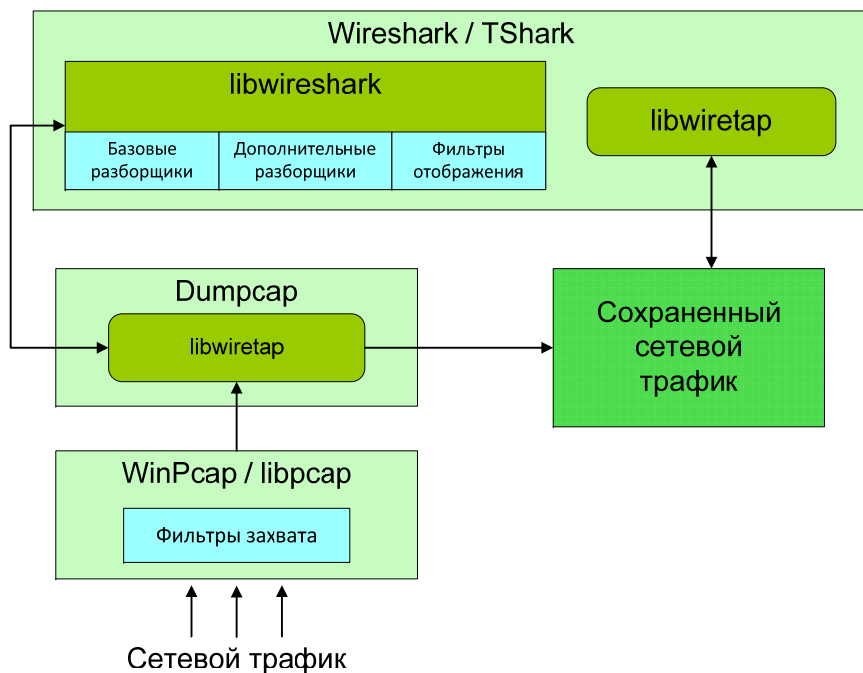 Wireshark / TShark
libwireshark
Базовые
разборщики
Дополнительные
разборщики
Фильтры
отображения
libwiretap
Dumpcap
libwiretap
Сохраненный
сетевой
трафик
WinPcap / libpcap
Фильтры захвата
Сетевой трафик